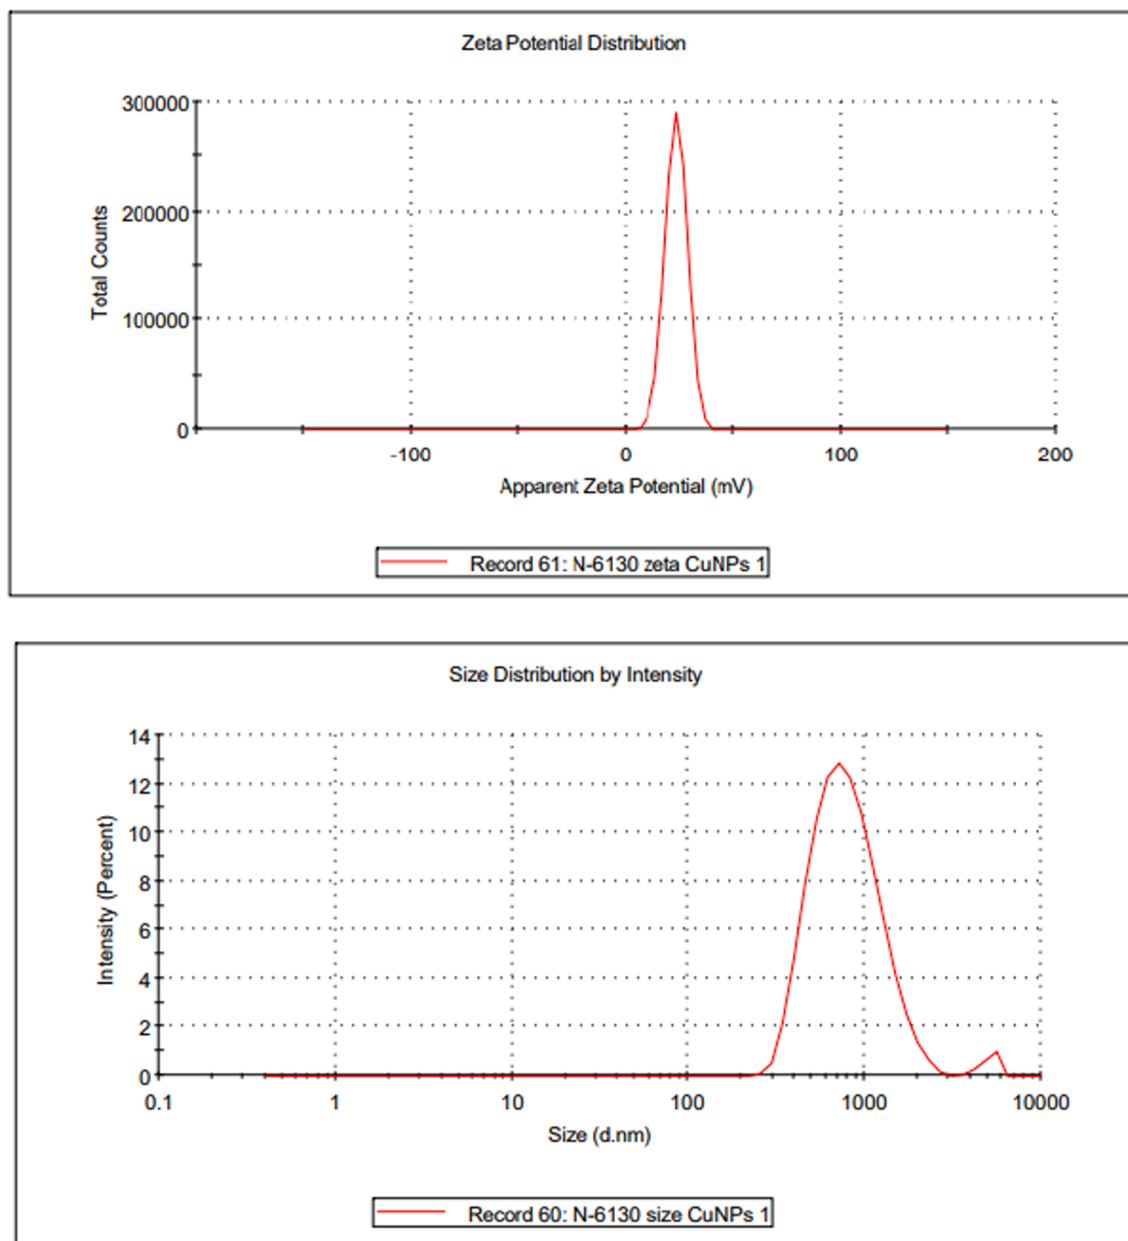 Zeta Potential Distribution
300000
200000
100000
0
Total Counts
-100 0 100 200
Apparent Zeta Potential (mV)
Record 61: N-6130 zeta CuNPs 1
Size Distribution by Intensity
14
12
10
8
6
4
2
0
Intensity (Percent)
0.1 1 10 100 1000 10000
Size (d.nm)
Record 60: N-6130 size CuNPs 1